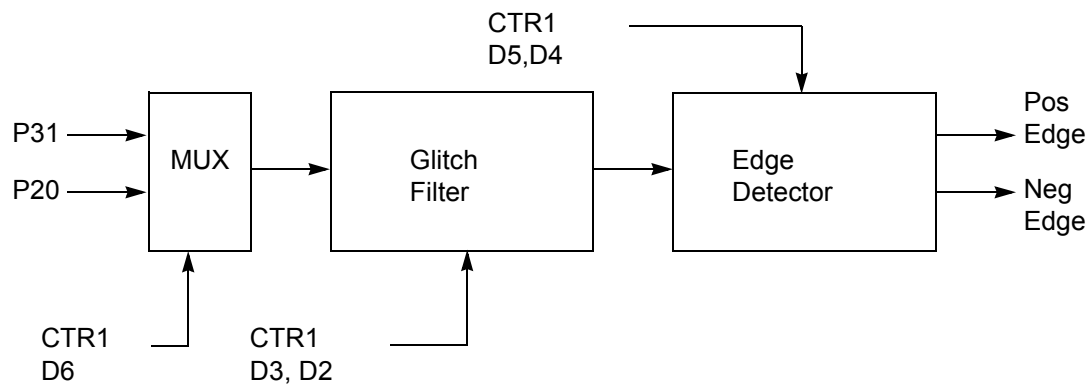 CTR1
D5,D4
P31
P20
MUX
Glitch
Filter
Edge
Detector
Pos
Edge
Neg
Edge
CTR1
D6
CTR1
D3, D2